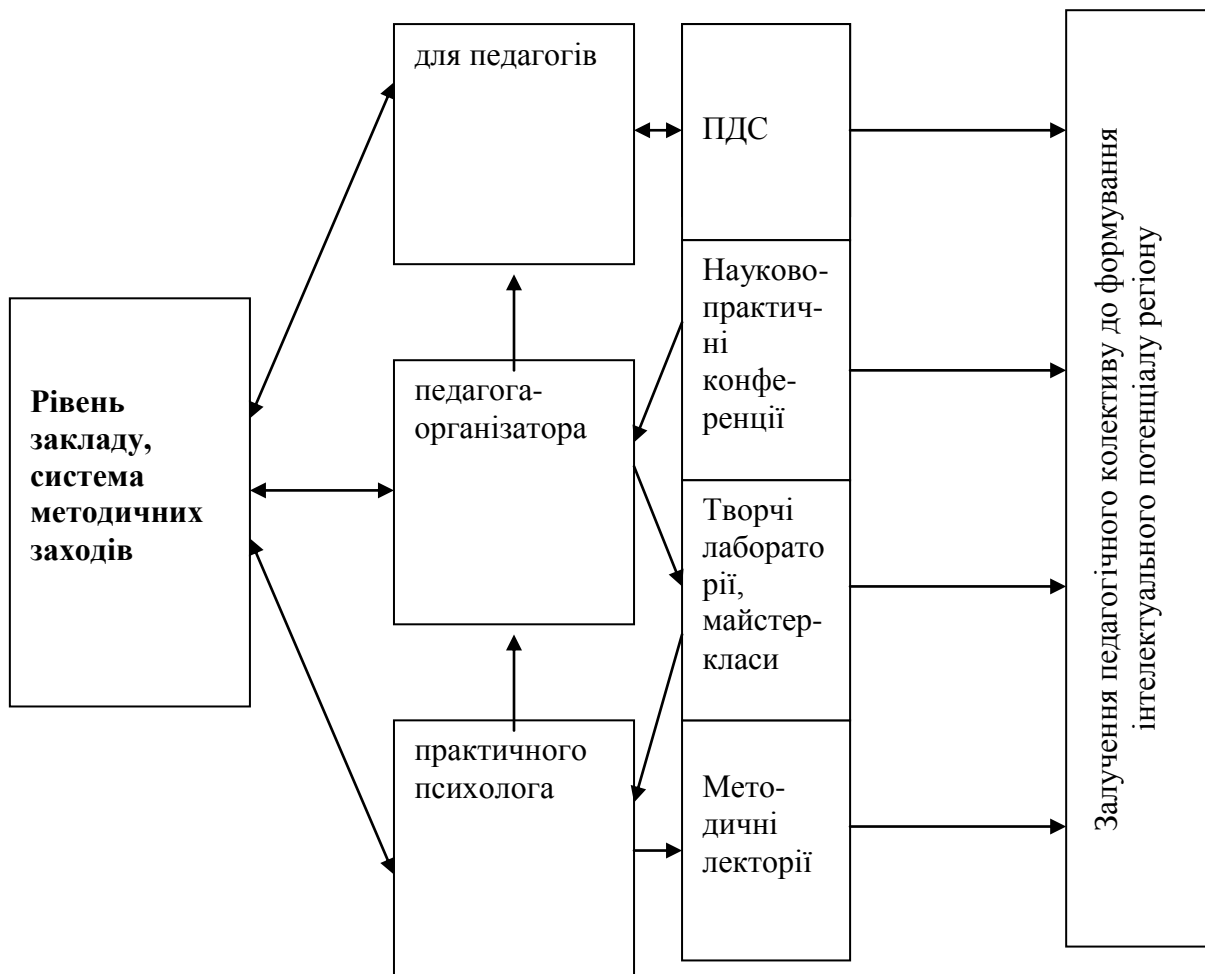 Рівень
закладу,
система
методичних
заходів
для педагогів
педагога-
організатора
практичного
психолога
ПДС
Науково-
практич-
ні
конфе-
ренції
Творчі
лаборато
рії,
майстер-
класи
Мето-
дичні
лекторії
Залучення педагогічного колективу до формування
інтелектуального потенціалу регіону